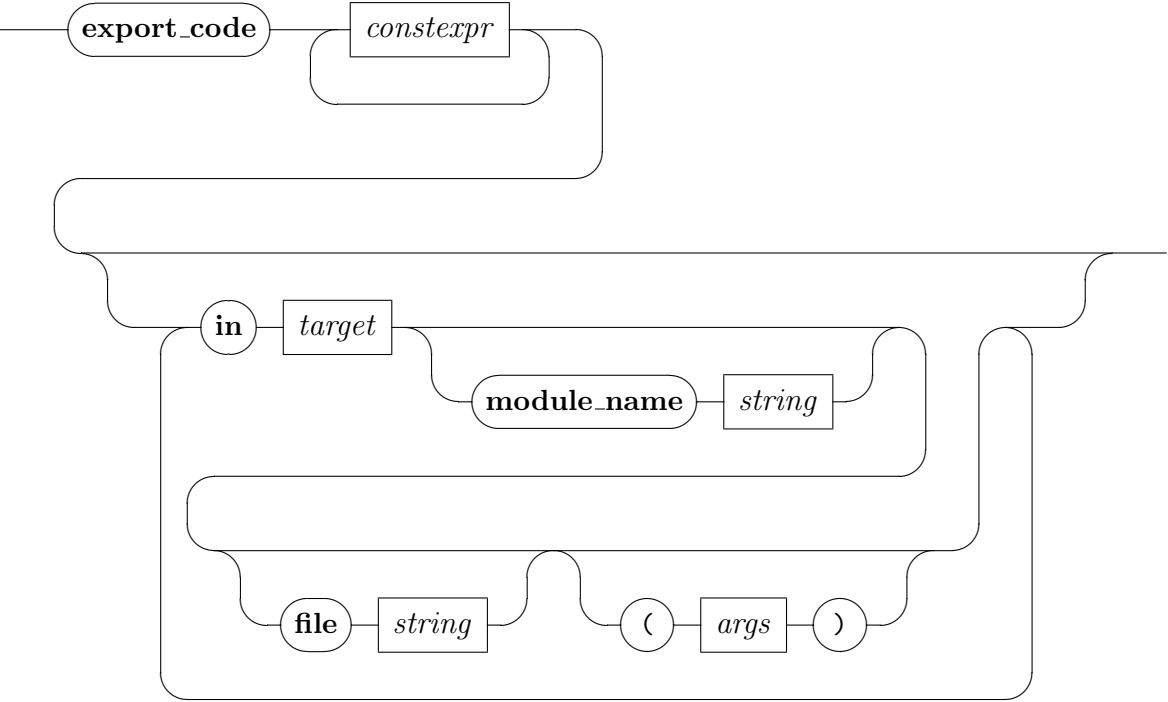 export_code constexpr
in target
module_name string
file string ( args )